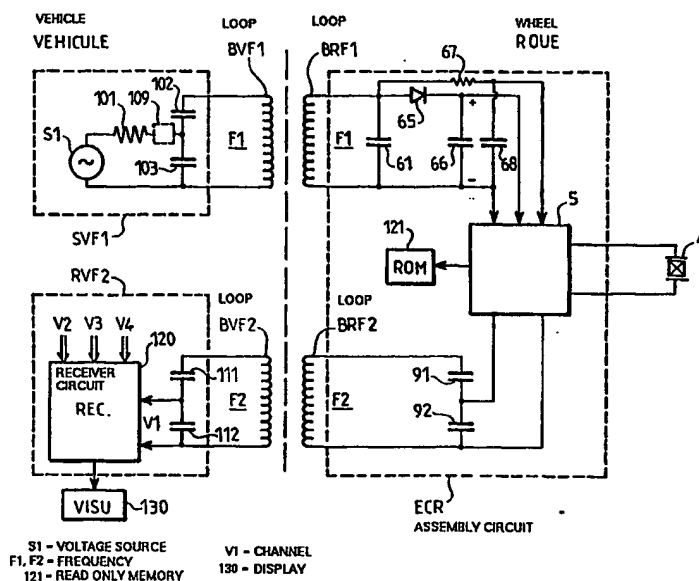 VEHICLE
VEHICULE
LOOP
BVF1
LOOP
BRF1
WHEEL
ROUE
102
101
109
S1
103
F1
SVF1
67
65
F1
61
66
68
+
-
S
A
121
ROM
RVF2
V2 V3 V4
120
RECEIVER CIRCUIT
REC.
V1
111
112
LOOP
BVF2
F2
LOOP
BRF2
F2
91
92
VISU
130
ECR
ASSEMBLY CIRCUIT
S1 - VOLTAGE SOURCE
F1, F2 - FREQUENCY
121 - READ ONLY MEMORY
V1 - CHANNEL
130 - DISPLAY